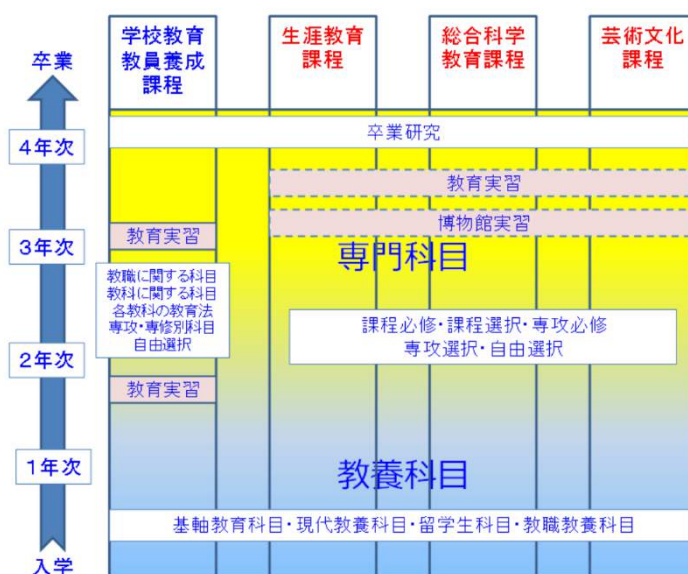 学校教育
教員養成
課程
生涯教育
課程
総合科学
教育課程
芸術文化
課程
卒業
卒業研究
4年次
教育実習
博物館実習
教育実習
3年次
専門科目
教職に関する科目
教科に関する科目
各教科の教育法
専攻・専修別科目
自由選択
課程必修・課程選択・専攻必修
専攻選択・自由選択
2年次
教育実習
1年次
教養科目
基軸教育科目・現代教養科目・留学生科目・教職教養科目
入学